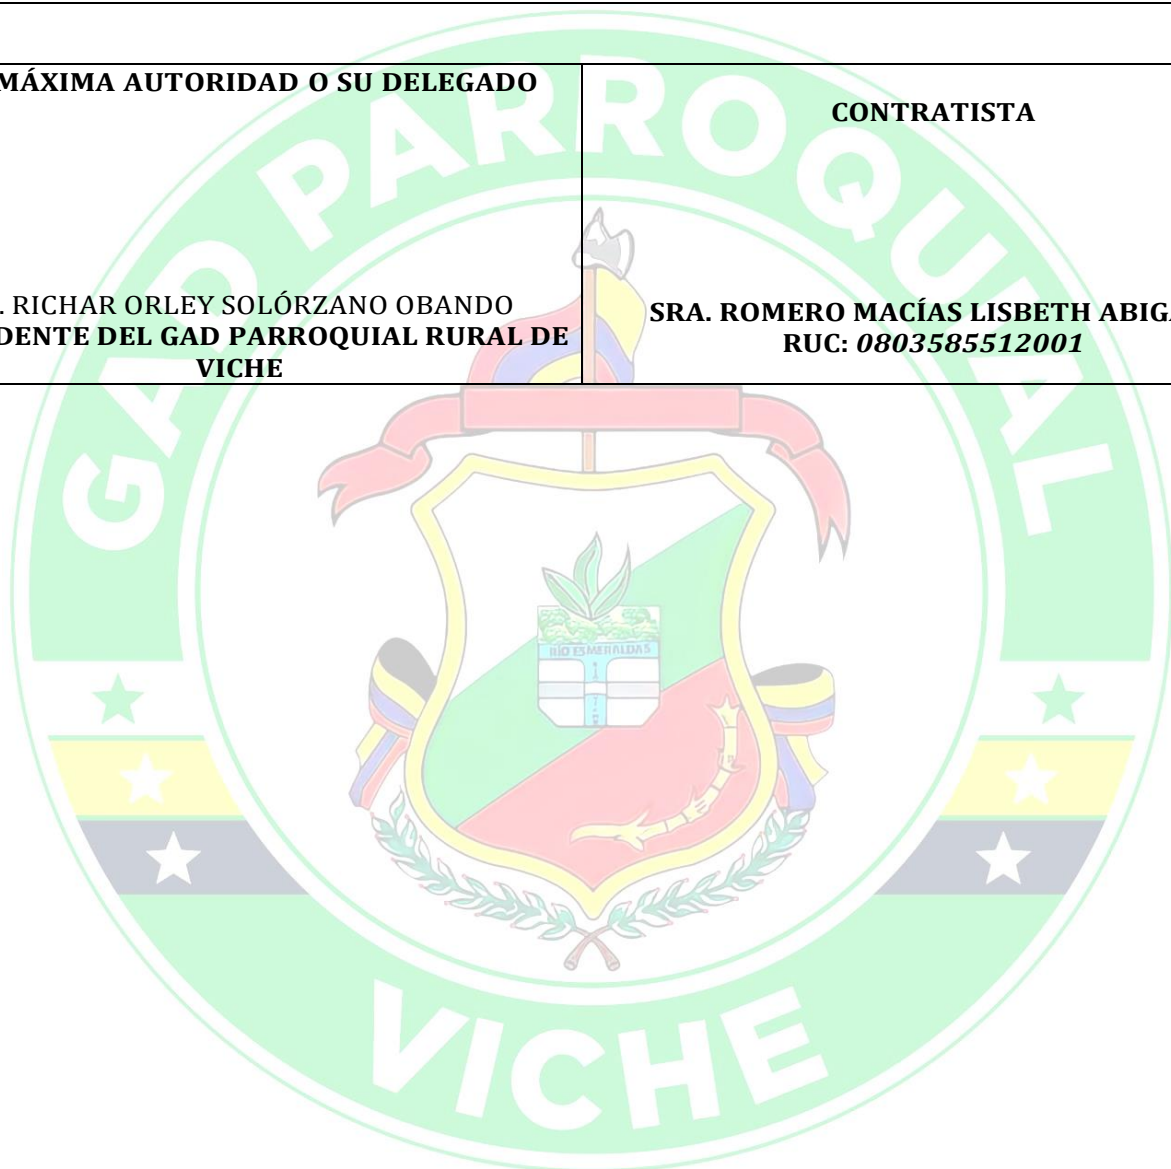 MÁXIMA AUTORIDAD O SU DELEGADO
CONTRATISTA
. RICHAR ORLEY SOLÓRZANO OBANDO
DENTE DEL GAD PARROQUIAL RURAL DE
VICHE
SRA. ROMERO MACÍAS LISBETH ABIGA
RUC: 0803585512001
GAD PARROQUIAL
RÍO ESMERALDAS
VICHE